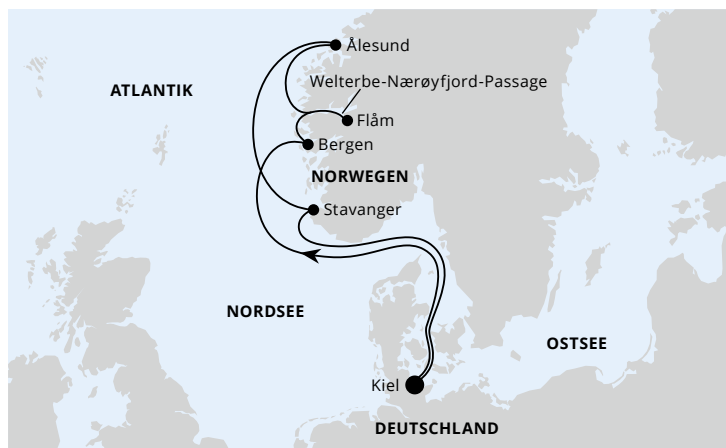 Ålesund
ATLANTIK
Welterbe-Nærøyfjord-Passage
Flåm
Bergen
NORWEGEN
Stavanger
NORDSEE
OSTSEE
Kiel
DEUTSCHLAND